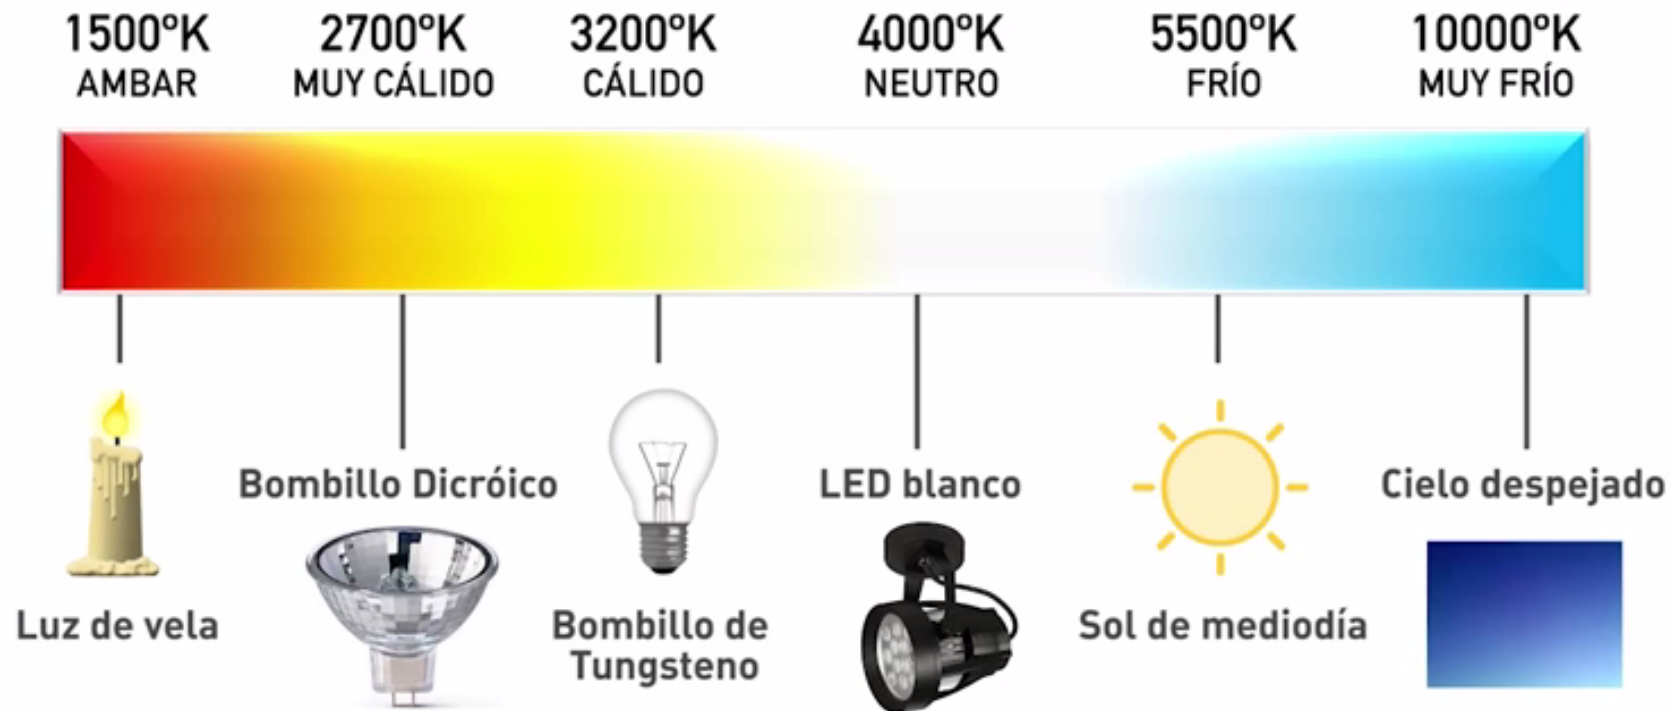 1500ºK
AMBAR
2700ºK
MUY CÁLIDO
3200ºK
CÁLIDO
4000ºK
NEUTRO
5500ºK
FRÍO
10000ºK
MUY FRÍO
Luz de vela
Bombillo Dicróico
Bombillo de
Tungsteno
LED blanco
Sol de mediodía
Cielo despejado